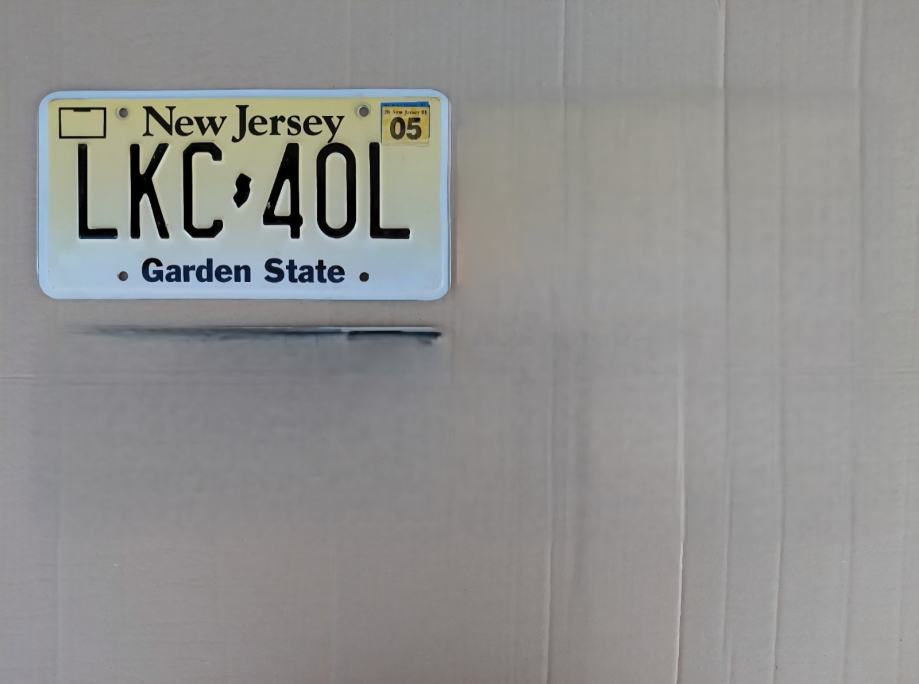 New Jersey
05
LKC 40L
Garden State